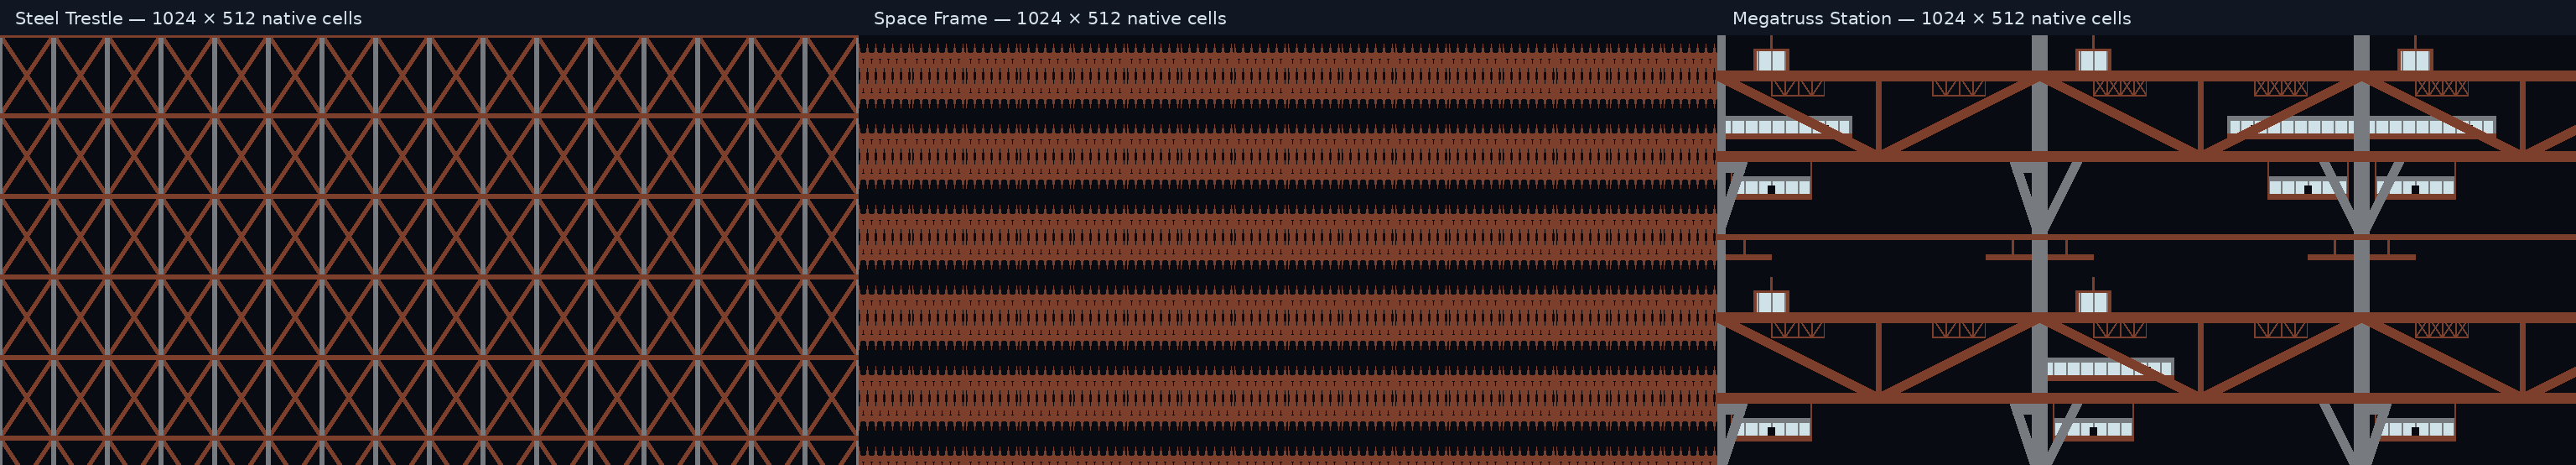 Steel Trestle — 1024 × 512 native cells
Space Frame — 1024 × 512 native cells
Megatruss Station — 1024 × 512 native cells